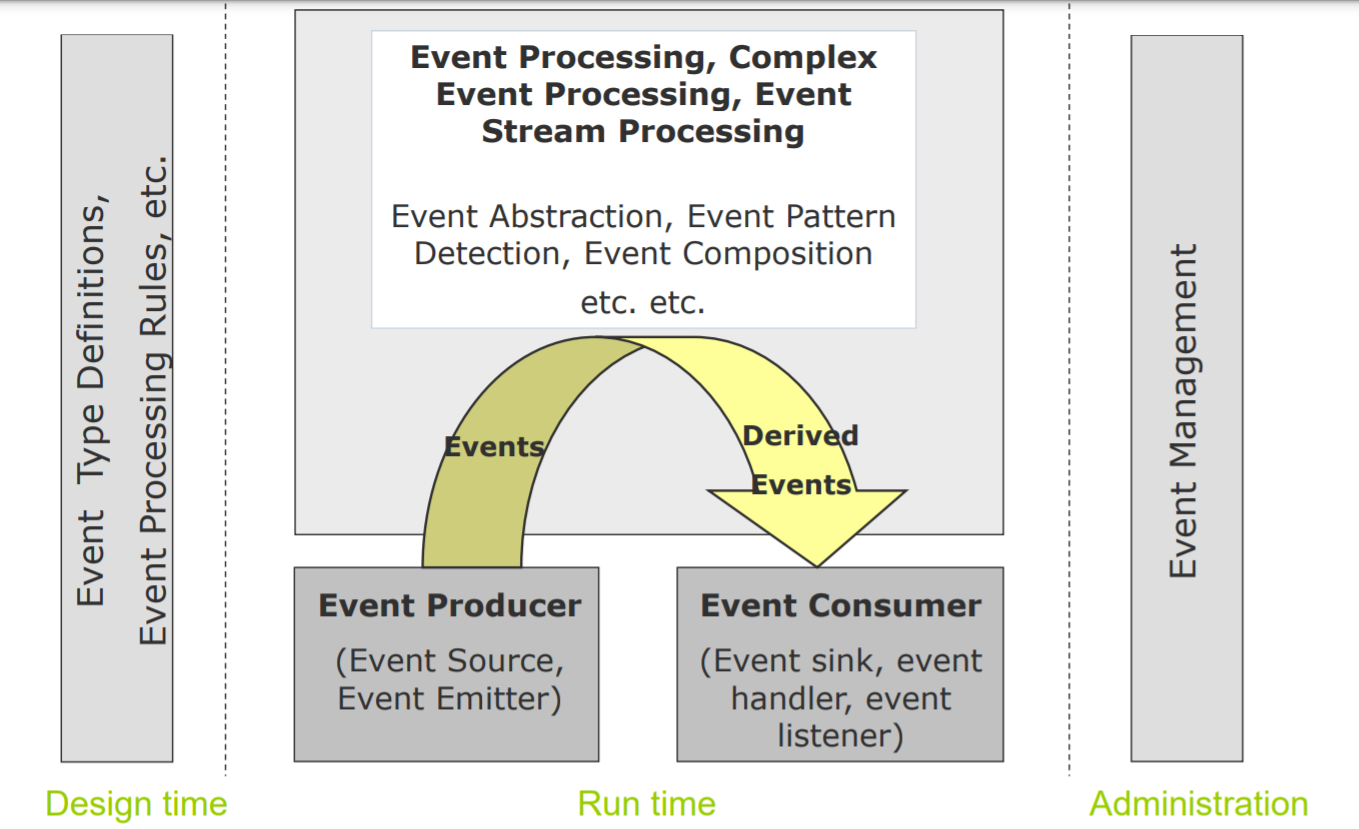 Event Type Definitions,
Event Processing Rules, etc.
Event Processing, Complex
Event Processing, Event
Stream Processing
Event Abstraction, Event Pattern
Detection, Event Composition
etc. etc.
Events
Derived
Events
Event Producer
(Event Source,
Event Emitter)
Event Consumer
(Event sink, event
handler, event
listener)
Event Management
Design time
Run time
Administration